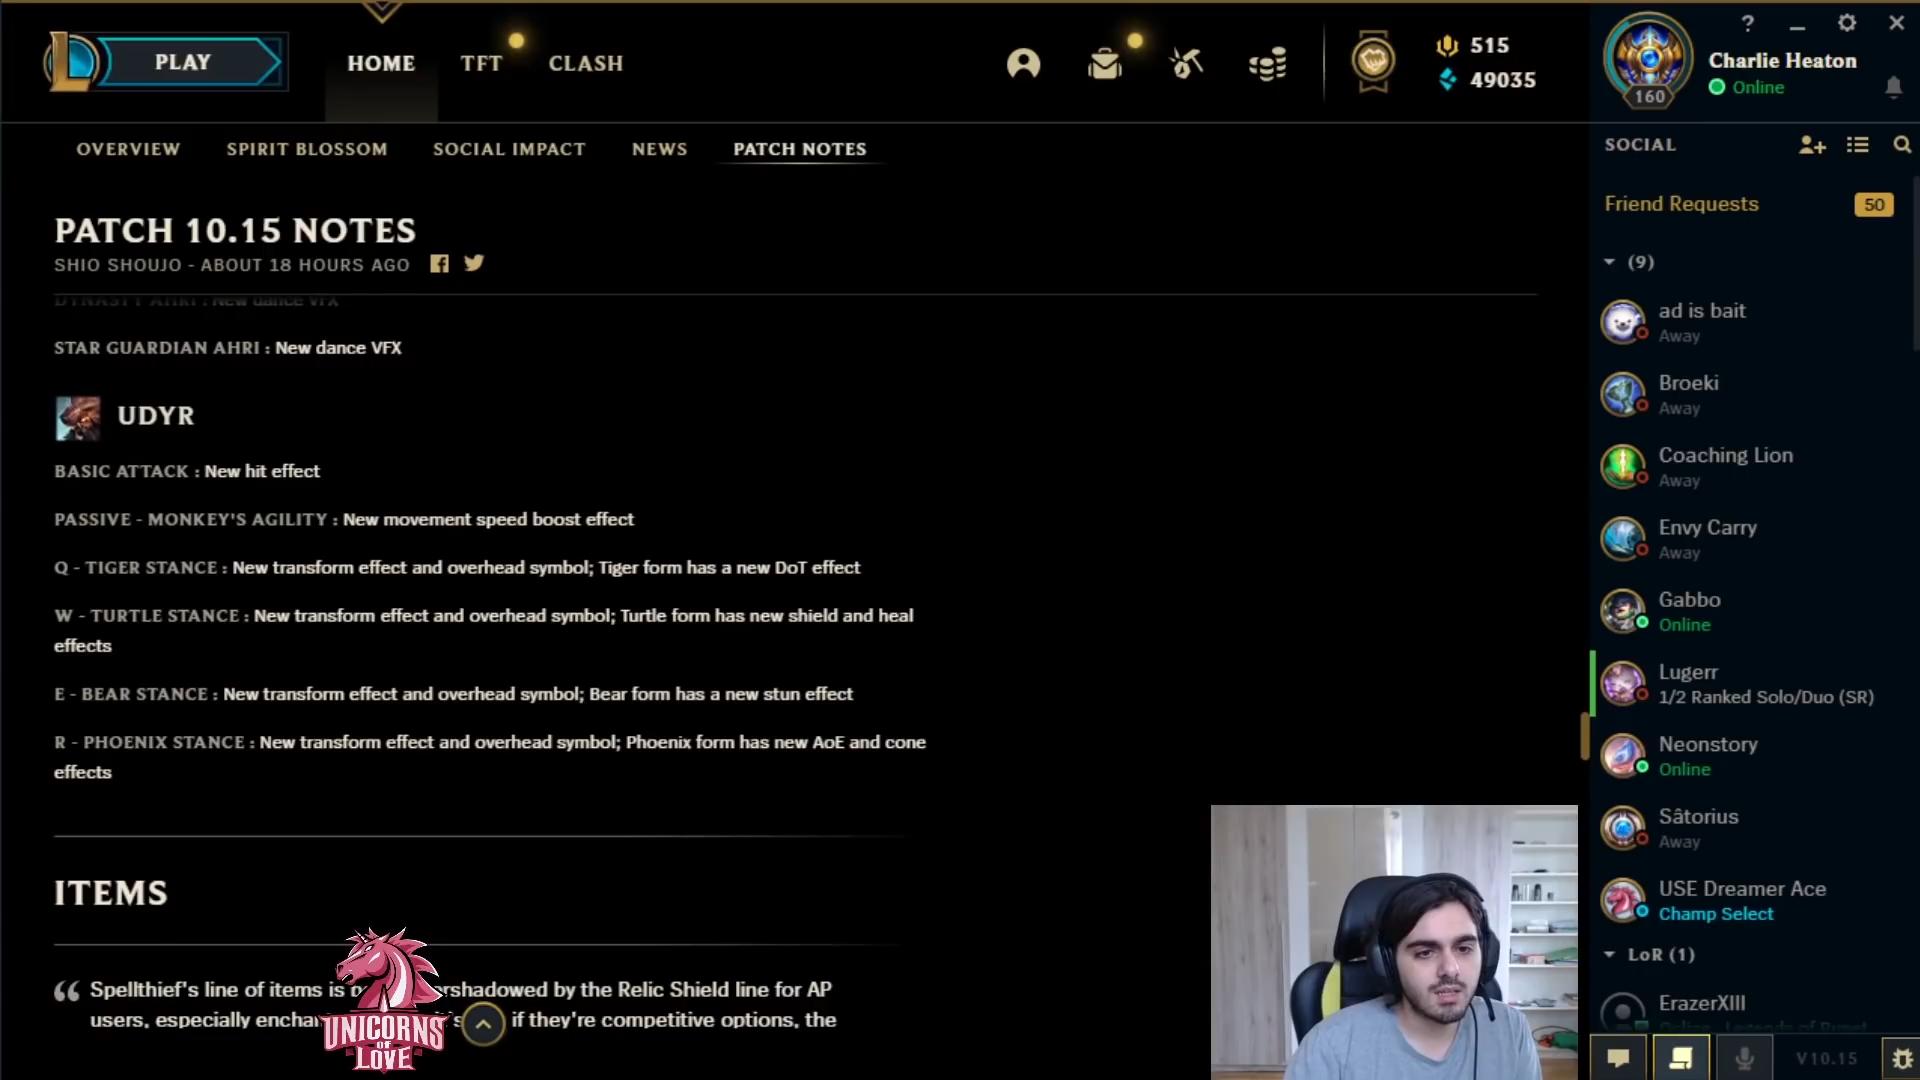 PLAY
HOME
TFT
CLASH
515
49035
160
Charlie Heaton
Online
OVERVIEW
SPIRIT BLOSSOM
SOCIAL IMPACT
NEWS
PATCH NOTES
SOCIAL
Friend Requests
50
PATCH 10.15 NOTES
SHIO SHOUJO - ABOUT 18 HOURS AGO
DYNASTY AHRI : New dance VFX
STAR GUARDIAN AHRI : New dance VFX
UDYR
BASIC ATTACK : New hit effect
PASSIVE - MONKEY'S AGILITY : New movement speed boost effect
Q - TIGER STANCE : New transform effect and overhead symbol; Tiger form has a new DoT effect
W - TURTLE STANCE : New transform effect and overhead symbol; Turtle form has new shield and heal
effects
E - BEAR STANCE : New transform effect and overhead symbol; Bear form has a new stun effect
R - PHOENIX STANCE : New transform effect and overhead symbol; Phoenix form has new AoE and cone
effects
ITEMS
“ Spellthief's line of items is by the Relic Shield line for AP
users, especially if they're competitive options, the
UNICORNS
OF
LOVE
(9)
ad is bait
Away
Broeki
Away
Coaching Lion
Away
Envy Carry
Away
Gabbo
Online
Lugerr
1/2 Ranked Solo/Duo (SR)
Neonstory
Online
Sâtorius
Away
USE Dreamer Ace
Champ Select
LoR (1)
ErazerXIII
V10.15